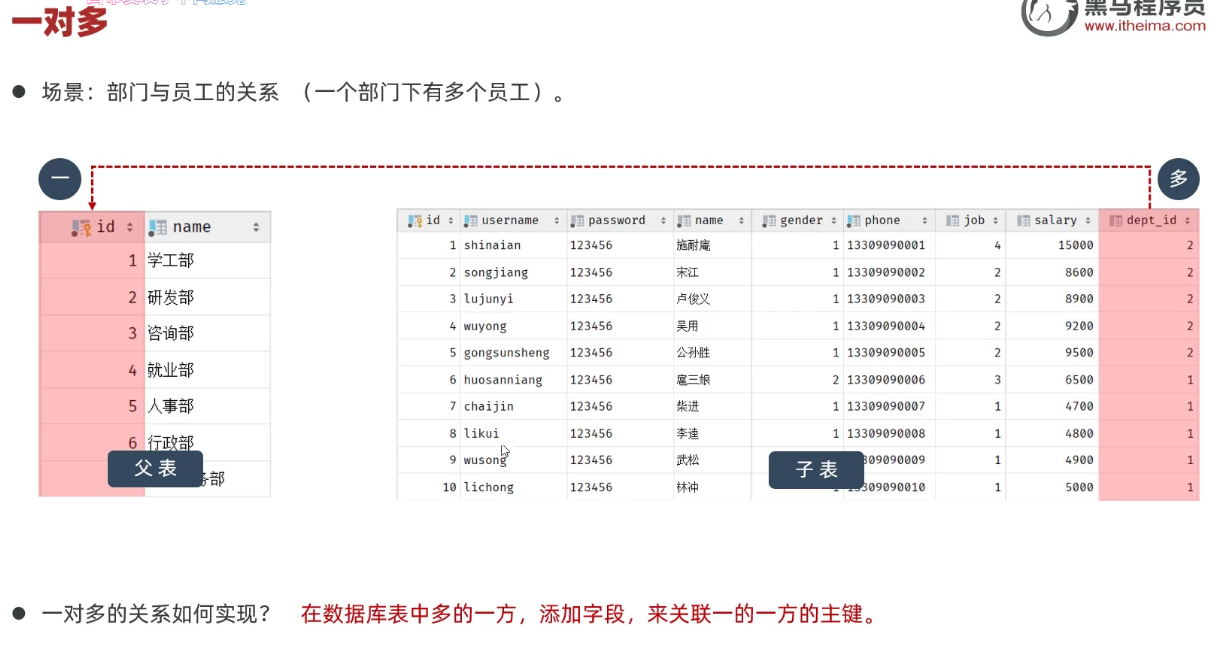 一对多
黑马程序员
www.itheima.com
场景：部门与员工的关系 （一个部门下有多个员工）。
一
多
id name
1 学工部
2 研发部
3 咨询部
4 就业部
5 人事部
6 行政部
务部
父表
id username password name gender phone job salary dept_id
1 shinaian 123456 施耐庵 1 13309090001 4 15000 2
2 songjiang 123456 宋江 1 13309090002 2 8600 2
3 lujunyi 123456 卢俊义 1 13309090003 2 8900 2
4 wuyong 123456 吴用 1 13309090004 2 9200 2
5 gongsunsheng 123456 公孙胜 1 13309090005 2 9500 2
6 huosanniang 123456 扈三娘 2 13309090006 3 6500 1
7 chaijin 123456 柴进 1 13309090007 1 4700 1
8 likui 123456 李逵 1 13309090008 1 4800 1
9 wusong 123456 武松 309090009 1 4900 1
10 lichong 123456 林冲 1 13309090010 1 5000 1
子表
一对多的关系如何实现？ 在数据库表中多的一方，添加字段，来关联一的一方的主键。